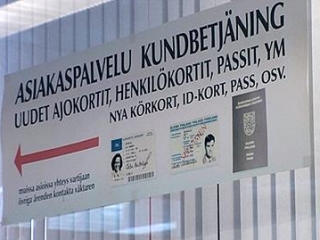 ASIAKASPALVELU KUNDBETJÄNING
UUDET AJOKORTIT, HENKILÖKORTIT, PASSIT, YM
NYA KÖRKORT, ID-KORT, PASS, OSV.
muissa asioissa yhteys vartijaan
övriga ärenden kontakta väktaren